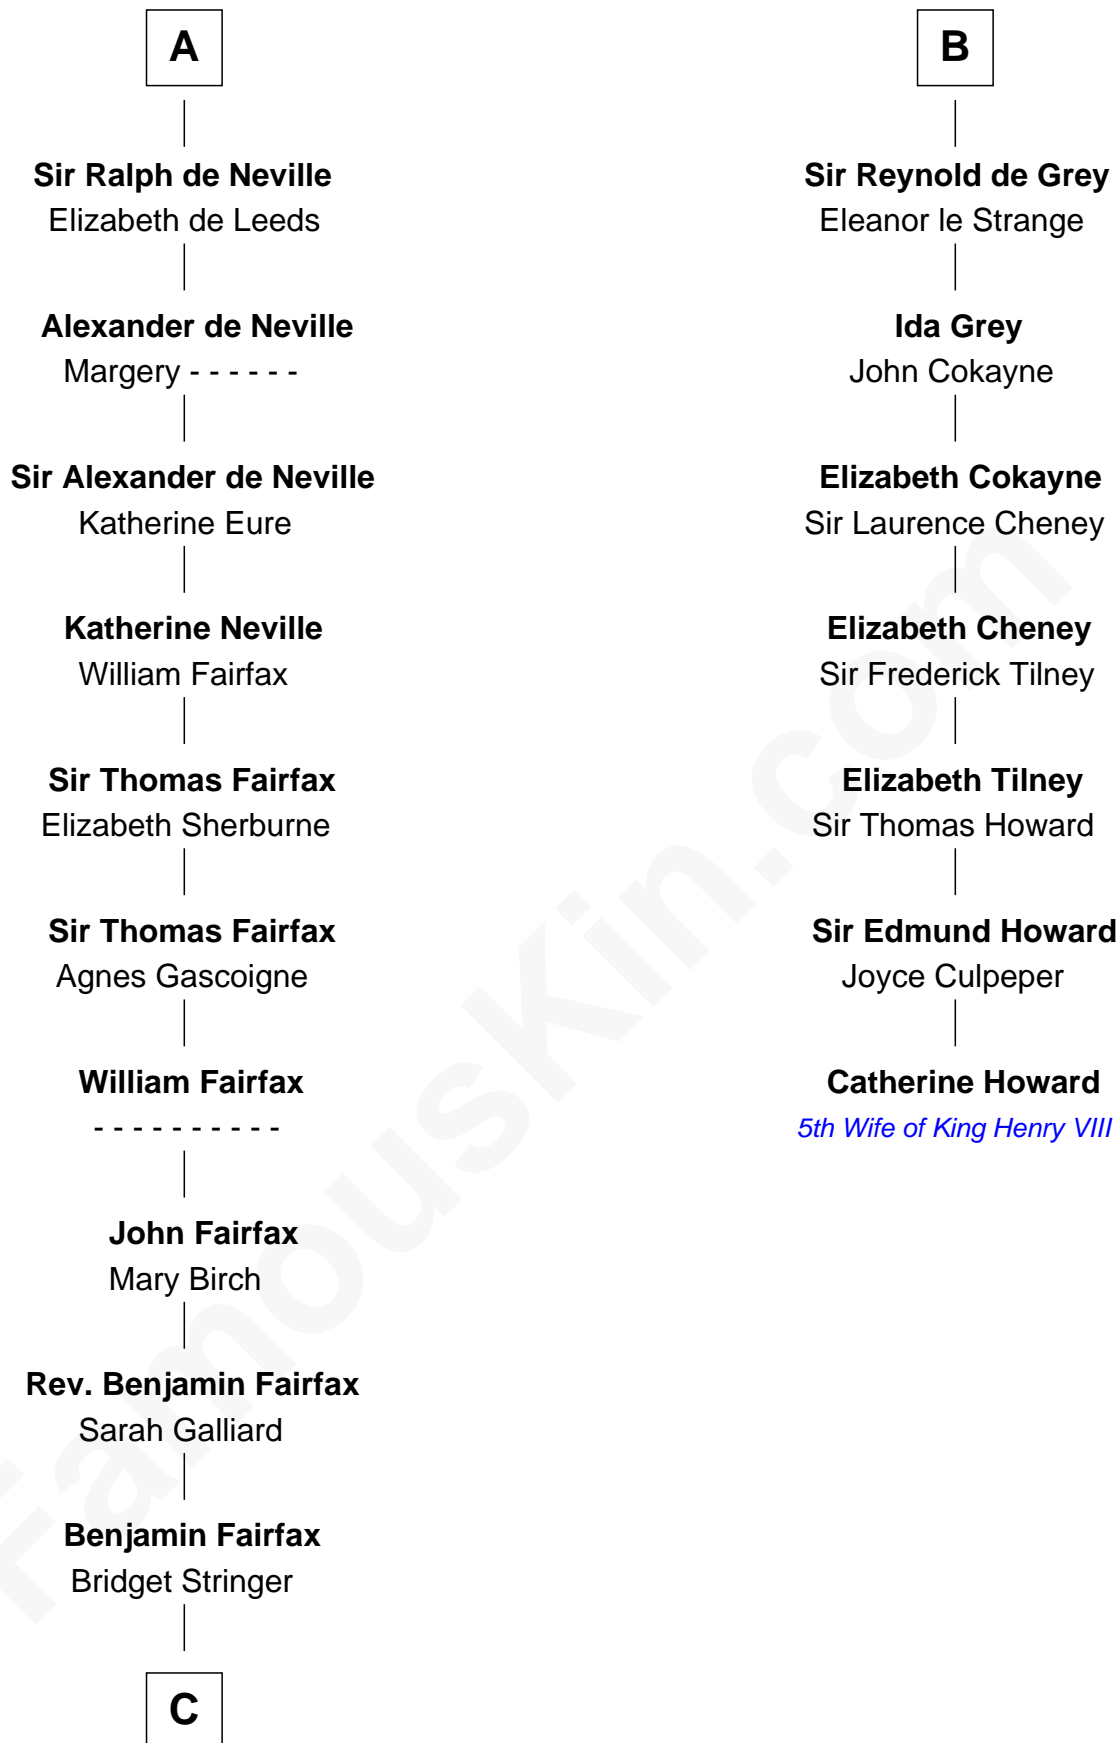 A
Sir Ralph de Neville
Elizabeth de Leeds
Alexander de Neville
Margery - - - - - -
Sir Alexander de Neville
Katherine Eure
Katherine Neville
William Fairfax
Sir Thomas Fairfax
Elizabeth Sherburne
Sir Thomas Fairfax
Agnes Gascoigne
William Fairfax
- - - - - - - - - -
John Fairfax
Mary Birch
Rev. Benjamin Fairfax
Sarah Galliard
Benjamin Fairfax
Bridget Stringer
C
B
Sir Reynold de Grey
Eleanor le Strange
Ida Grey
John Cokayne
Elizabeth Cokayne
Sir Laurence Cheney
Elizabeth Cheney
Sir Frederick Tilney
Elizabeth Tilney
Sir Thomas Howard
Sir Edmund Howard
Joyce Culpeper
Catherine Howard
5th Wife of King Henry VIII
FamousKin.com